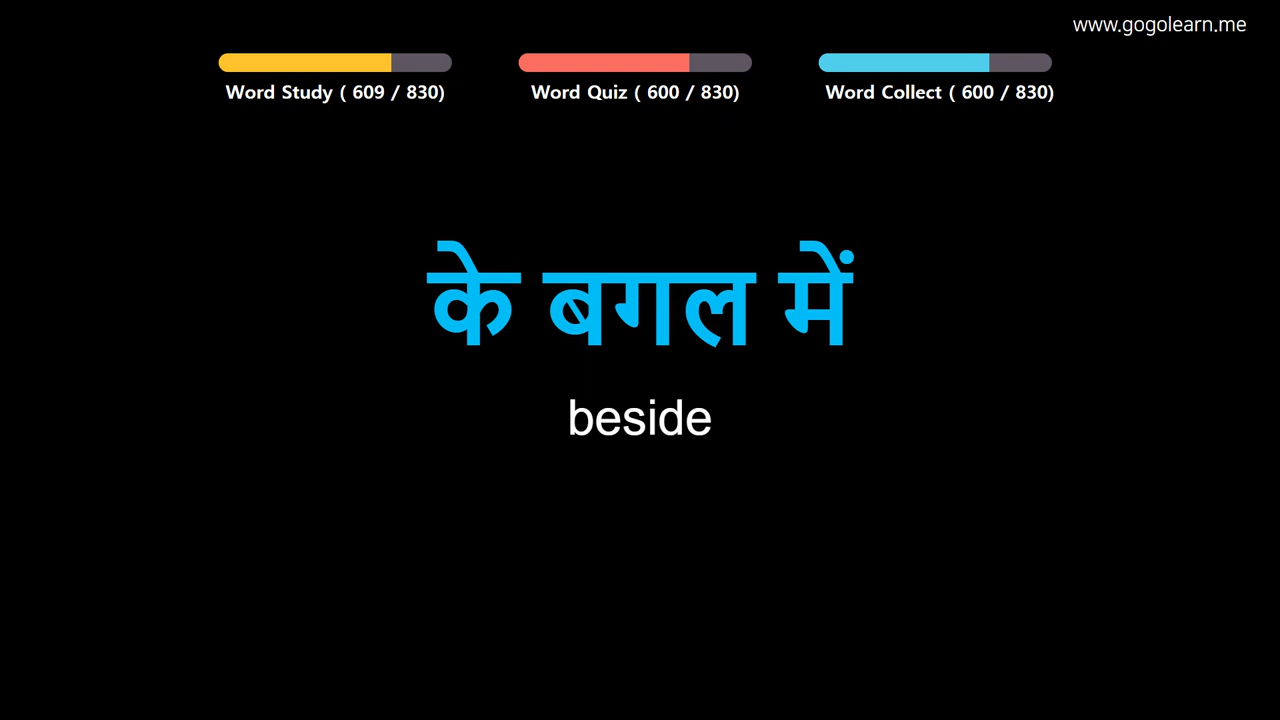 www.gogolearn.me
Word Study ( 609 / 830)
Word Quiz ( 600 / 830)
Word Collect ( 600 / 830)
के बगल में
beside